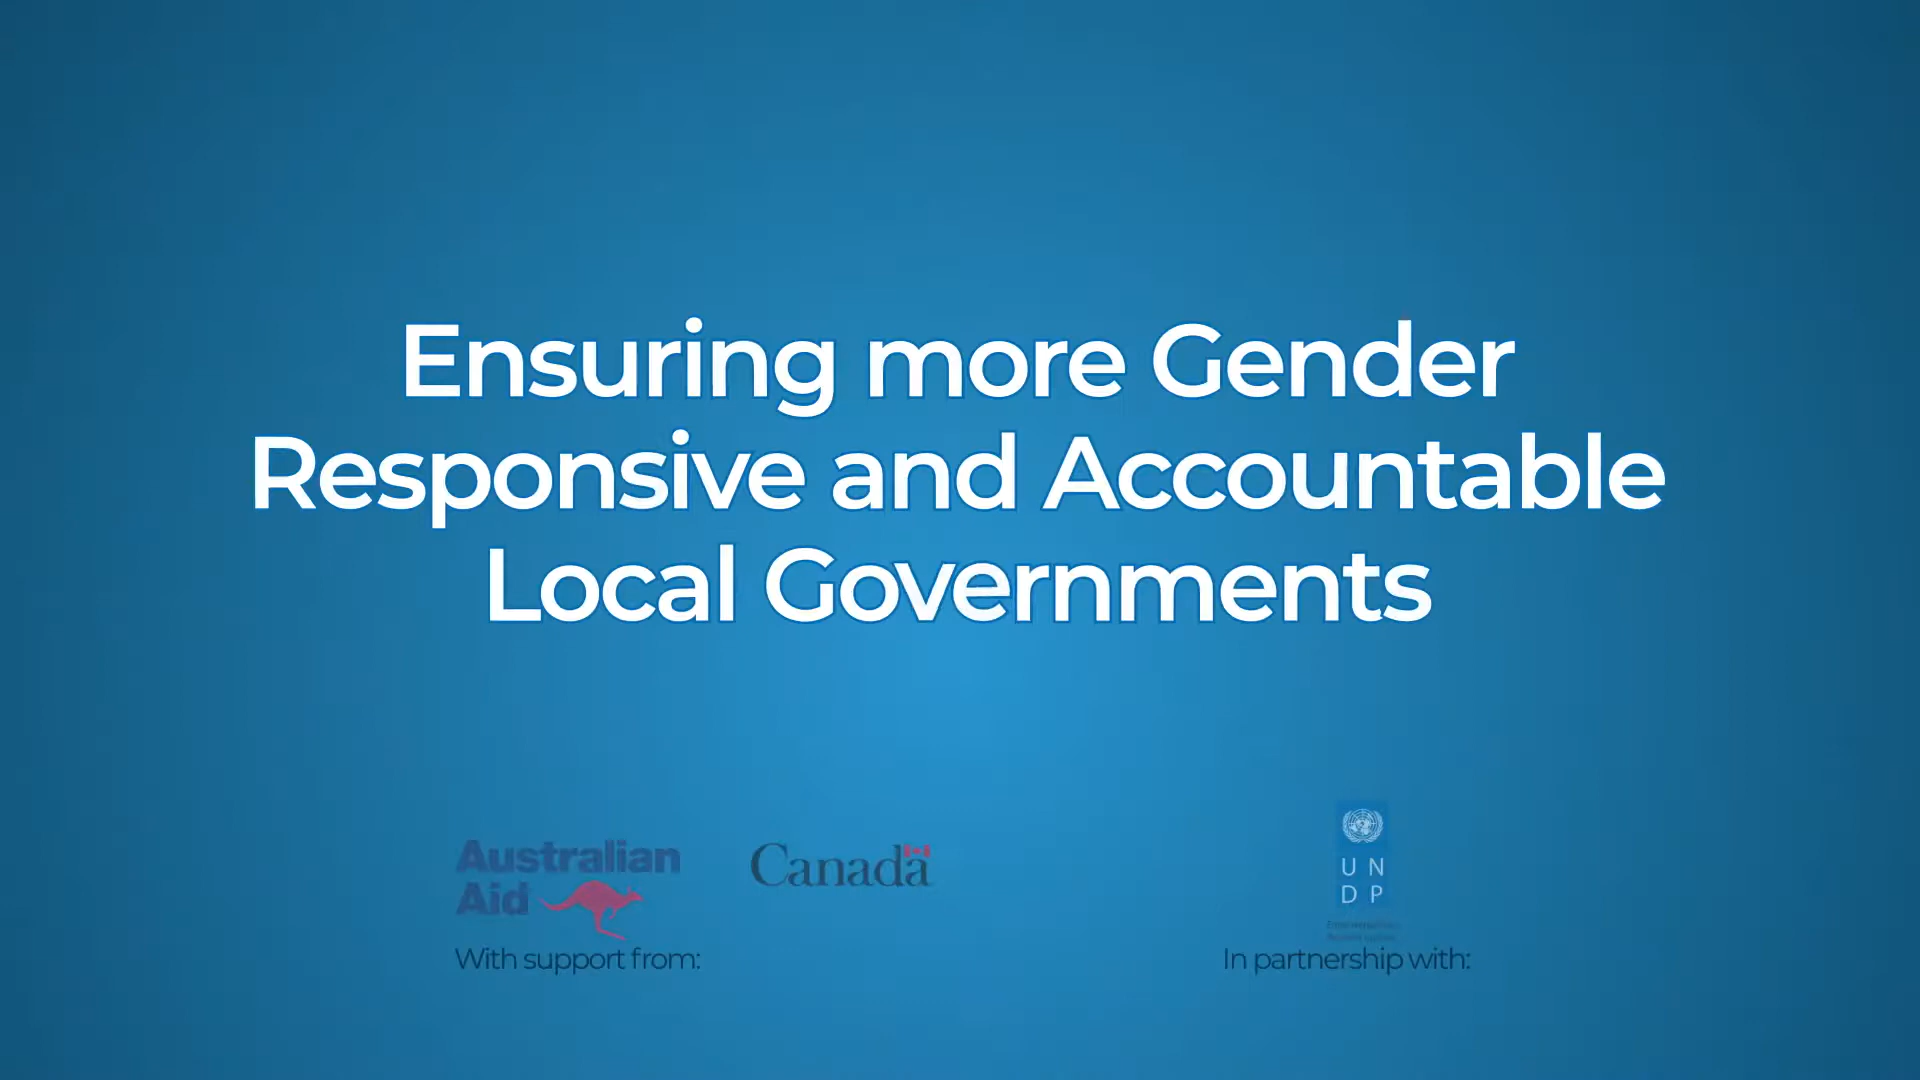 Ensuring more Gender
Responsive and Accountable
Local Governments
Australian
Aid
Canada
With support from:
U N
D P
In partnership with: